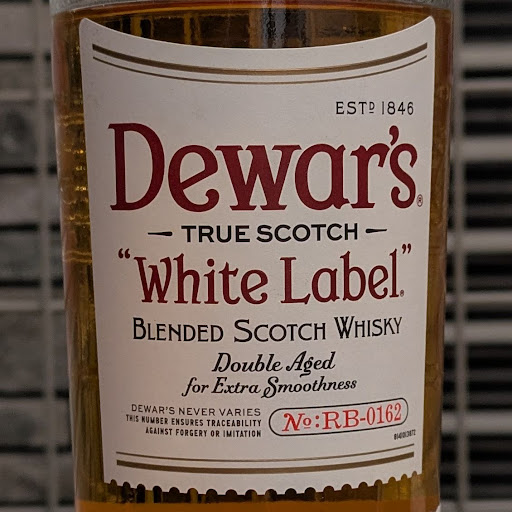 ESTD 1846
Dewar's®
TRUE SCOTCH
"White Label"®
BLENDED SCOTCH WHISKY
Double Aged
for Extra Smoothness
DEWAR'S NEVER VARIES
THIS NUMBER ENSURES TRACEABILITY
AGAINST FORGERY OR IMITATION
No:RB-0162